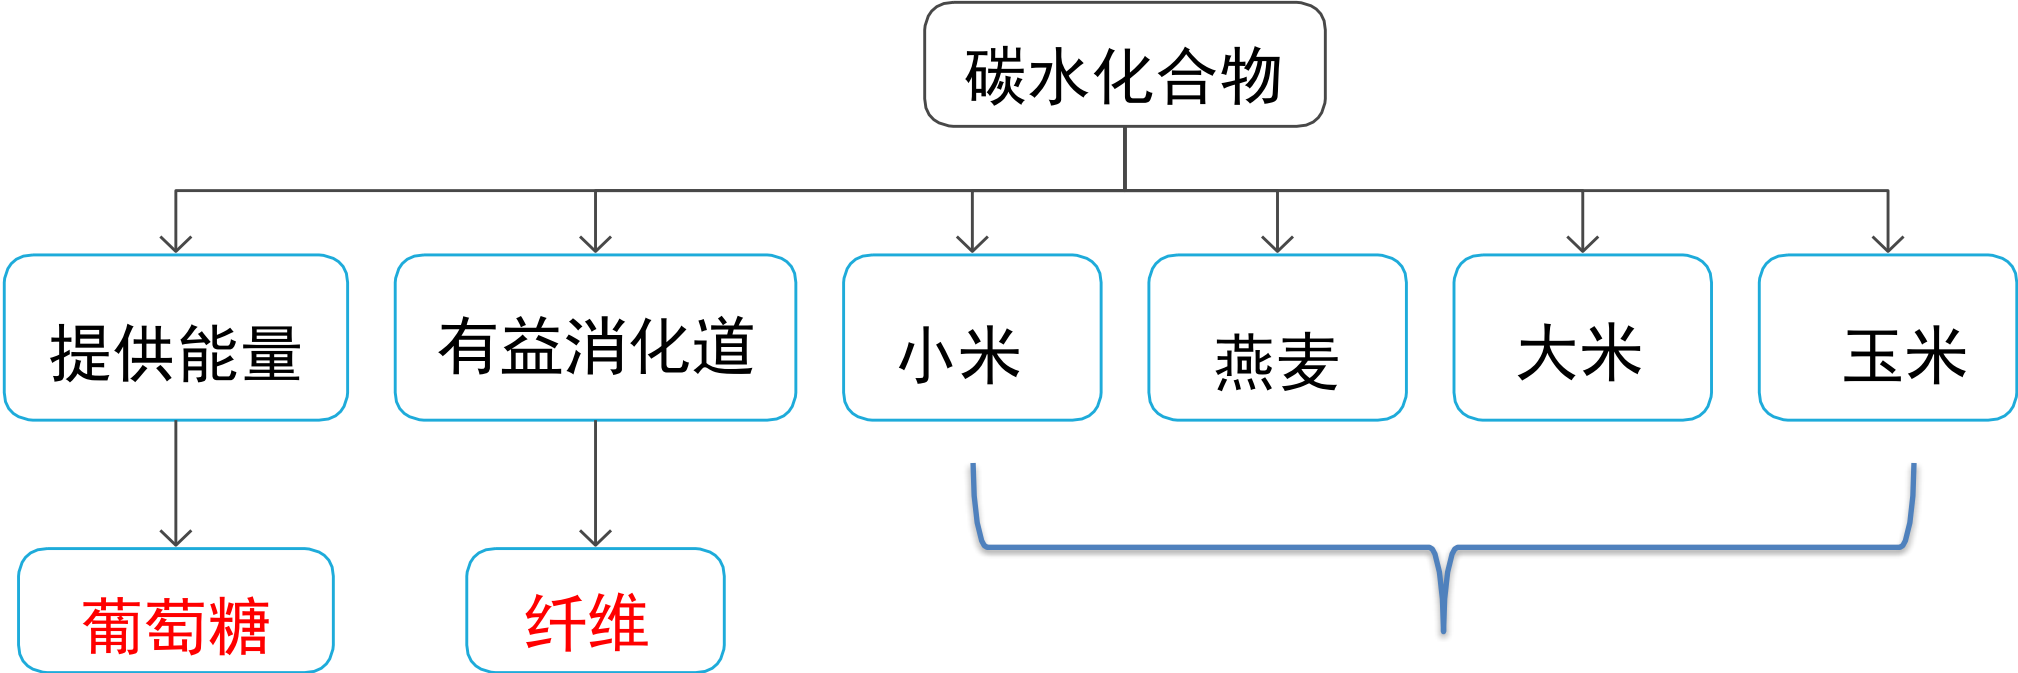 碳水化合物
提供能量
有益消化道
小米
燕麦
大米
玉米
葡萄糖
纤维